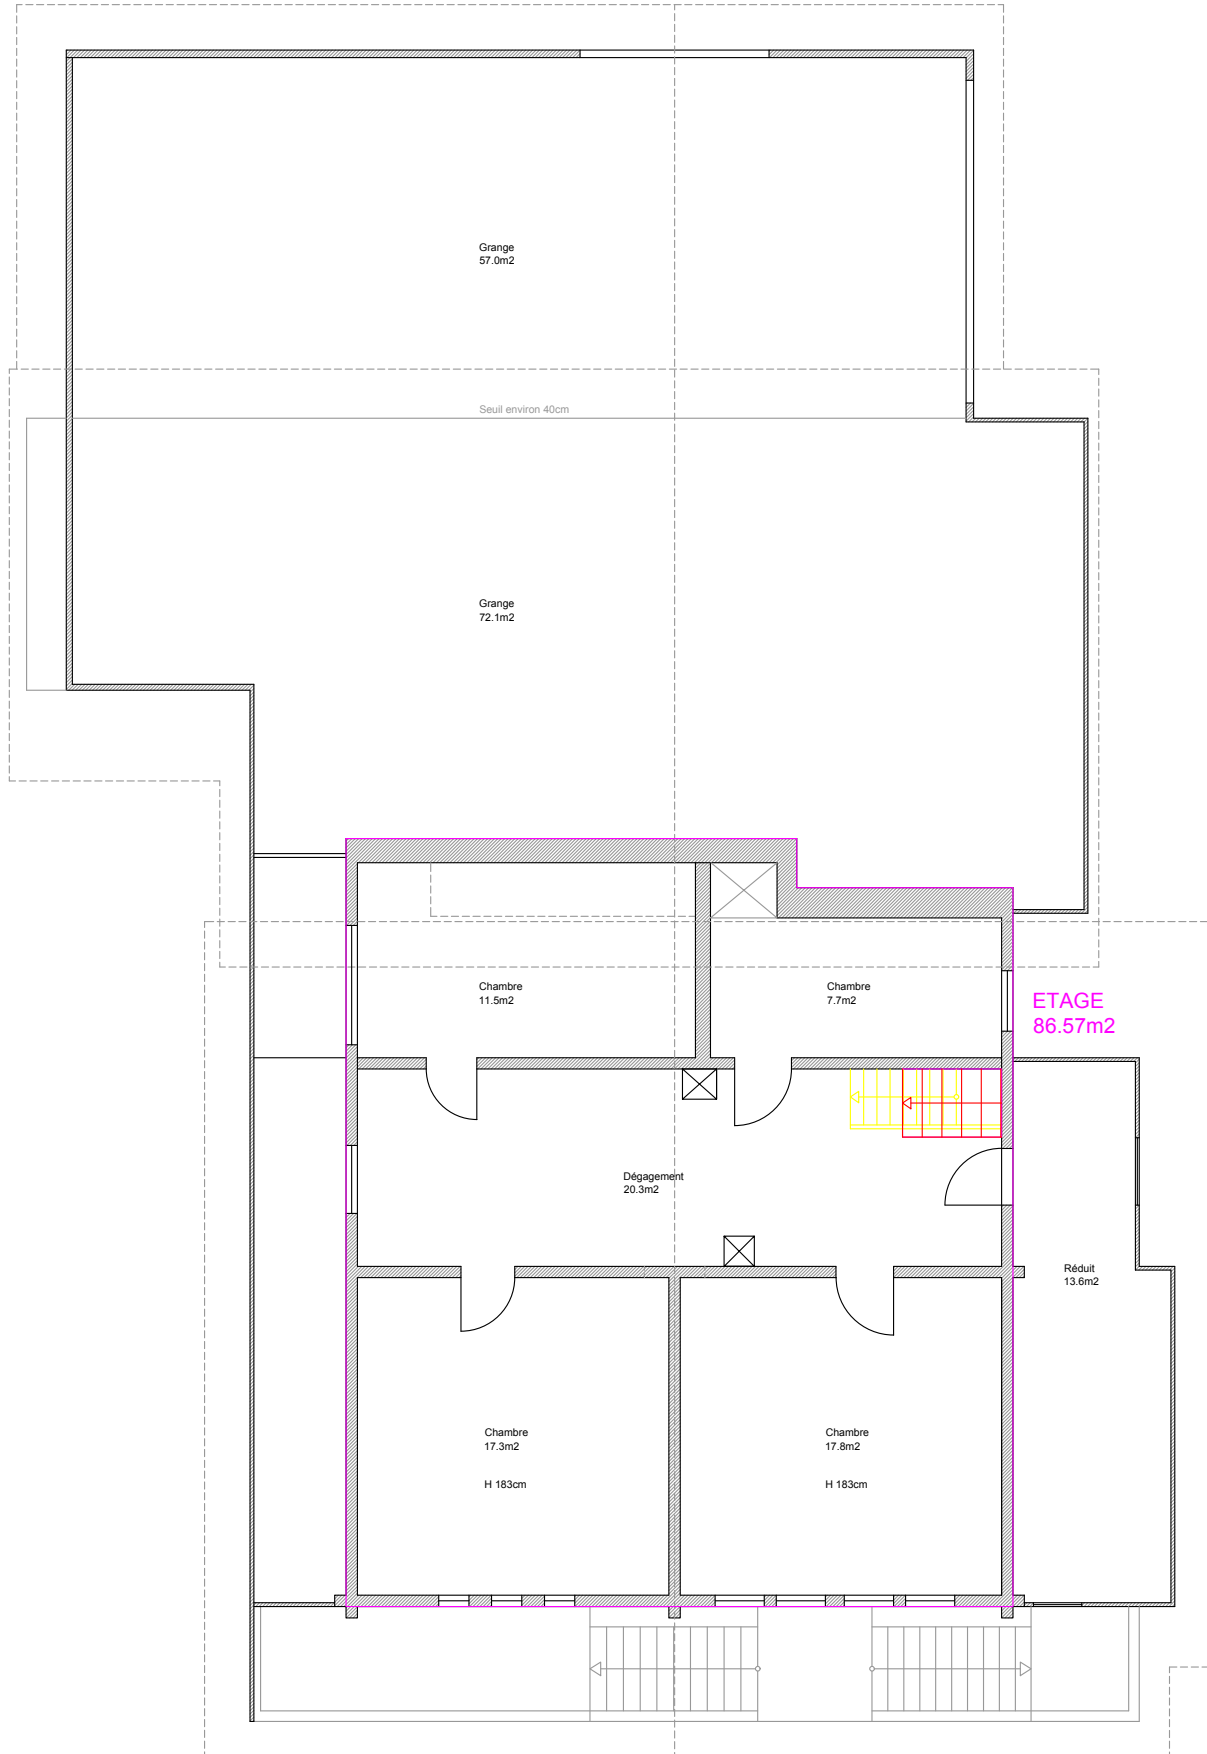 Grange
57.0m2
Seuil environ 40cm
Grange
72.1m2
Chambre
11.5m2
Chambre
7.7m2
ETAGE
86.57m2
Dégagement
20.3m2
Réduit
13.6m2
Chambre
17.3m2
H 183cm
Chambre
17.8m2
H 183cm